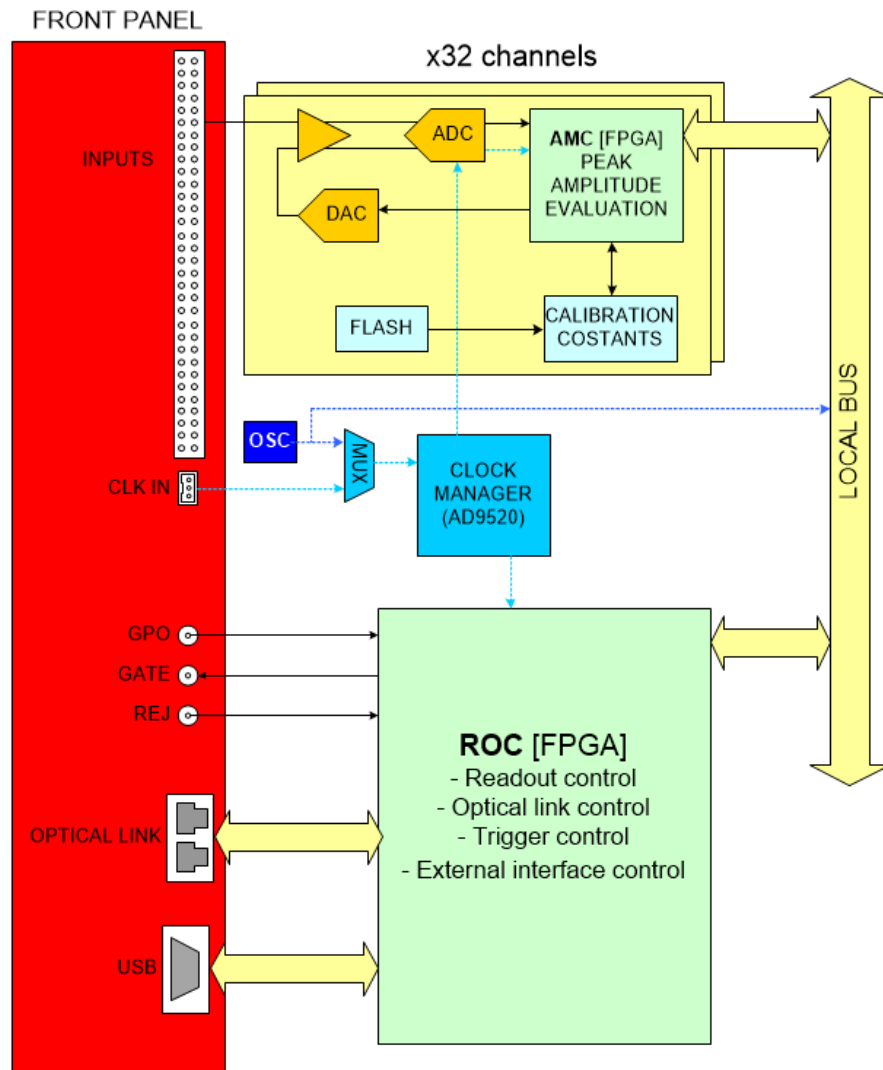 FRONT PANEL
x32 channels
INPUTS
ADC
AMC [FPGA]
PEAK
AMPLITUDE
EVALUATION
DAC
FLASH
CALIBRATION
COSTANTS
LOCAL BUS
OSC
MUX
CLK IN
CLOCK
MANAGER
(AD9520)
GPO
GATE
REJ
ROC [FPGA]
- Readout control
- Optical link control
- Trigger control
- External interface control
OPTICAL LINK
USB